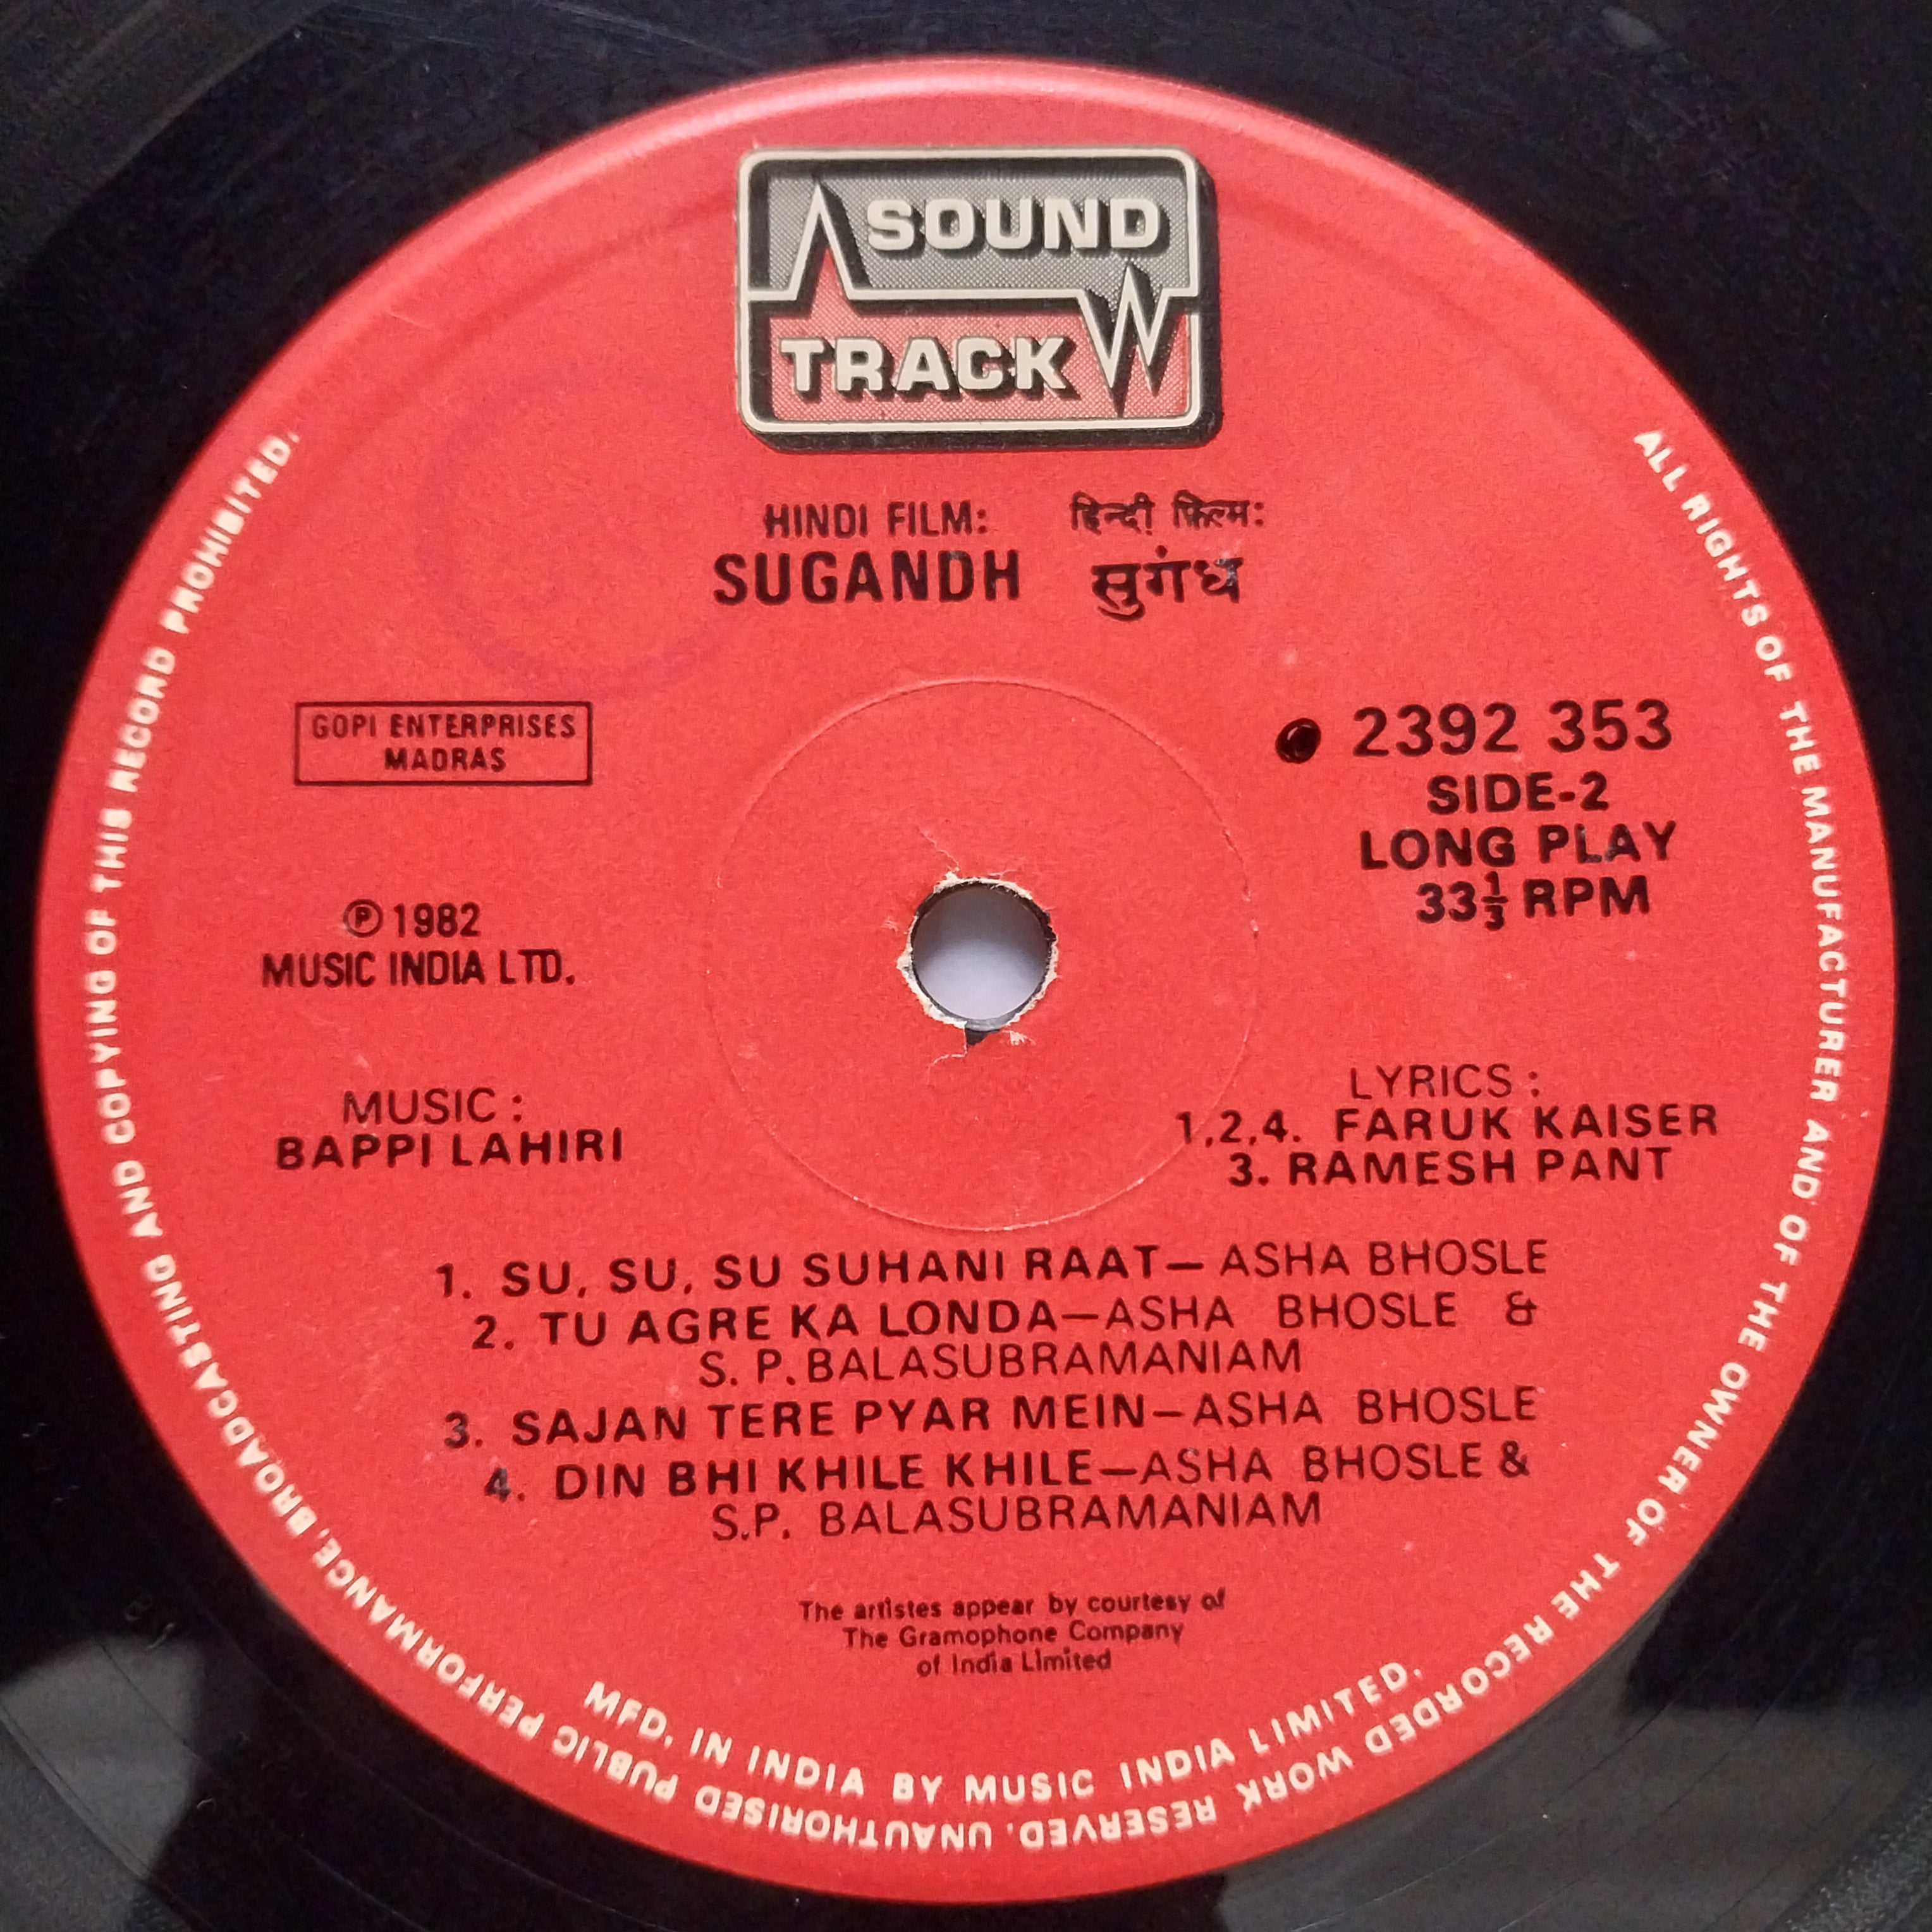 SOUND
TRACK
HINDI FILM: हिन्दी फ़िल्म:
SUGANDH सुगंध
GOPI ENTERPRISES
MADRAS
2392 353
SIDE-2
LONG PLAY
33⅓ RPM
℗ 1982
MUSIC INDIA LTD.
MUSIC :
BAPPI LAHIRI
LYRICS :
1,2,4. FARUK KAISER
3. RAMESH PANT
1. SU, SU, SU SUHANI RAAT—ASHA BHOSLE
2. TU AGRE KA LONDA—ASHA BHOSLE &
S. P. BALASUBRAMANIAM
3. SAJAN TERE PYAR MEIN—ASHA BHOSLE
4. DIN BHI KHILE KHILE—ASHA BHOSLE &
S.P. BALASUBRAMANIAM
The artistes appear by courtesy of
The Gramophone Company
of India Limited
MFD. IN INDIA BY MUSIC INDIA LIMITED.
ALL RIGHTS OF THE MANUFACTURER AND OF THE OWNER OF THE RECORDED WORK RESERVED. UNAUTHORISED PUBLIC PERFORMANCE, BROADCASTING AND COPYING OF THIS RECORD PROHIBITED.